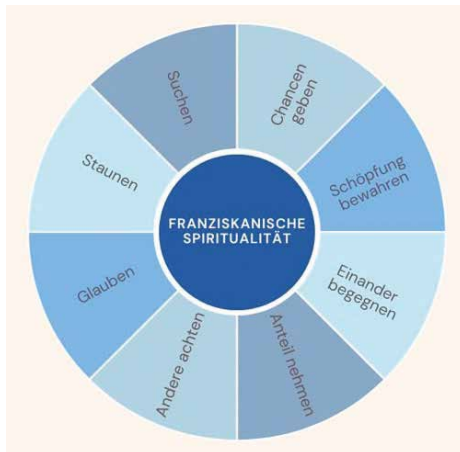 Suchen
Chancen
geben
Staunen
Schöpfung
bewahren
FRANZISKANISCHE
SPIRITUALITÄT
Glauben
Einander
begegnen
Andere achten
Anteil nehmen